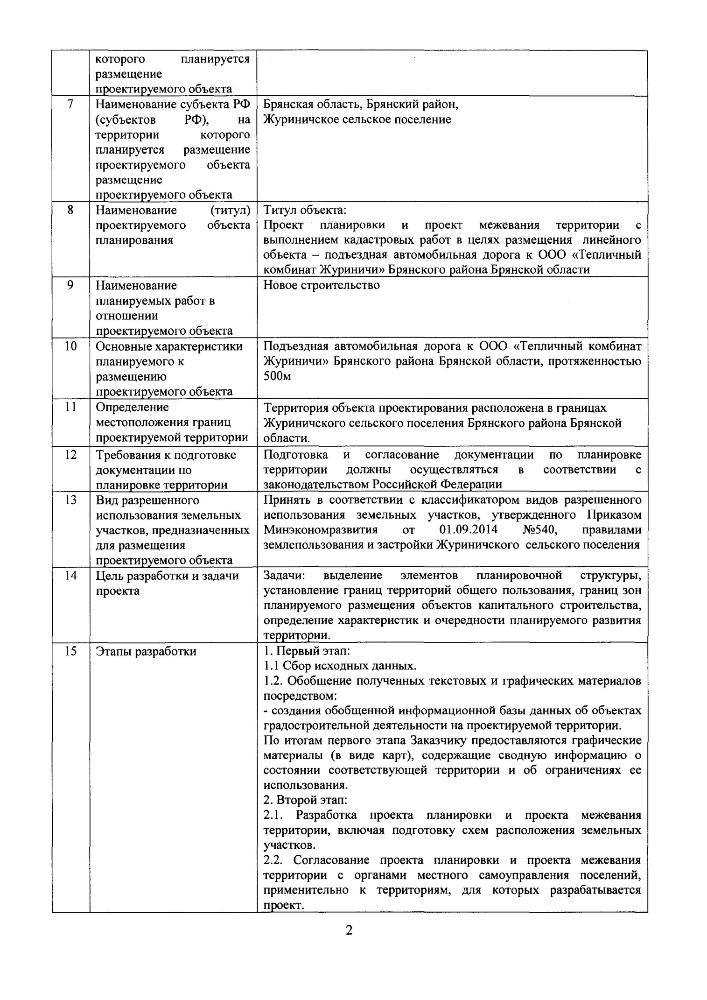 которого планируется
размещение
проектируемого объекта
7
Наименование субъекта РФ
(субъектов РФ), на
территории которого
планируется размещение
проектируемого объекта
размещение
проектируемого объекта
Брянская область, Брянский район,
Журиничское сельское поселение
8
Наименование (титул)
проектируемого объекта
планирования
Титул объекта:
Проект планировки и проект межевания территории с
выполнением кадастровых работ в целях размещения линейного
объекта – подъездная автомобильная дорога к ООО «Тепличный
комбинат Журиничи» Брянского района Брянской области
9
Наименование
планируемых работ в
отношении
проектируемого объекта
Новое строительство
10
Основные характеристики
планируемого к
размещению
проектируемого объекта
Подъездная автомобильная дорога к ООО «Тепличный комбинат
Журиничи» Брянского района Брянской области, протяженностью
500м
11
Определение
местоположения границ
проектируемой территории
Территория объекта проектирования расположена в границах
Журиничского сельского поселения Брянского района Брянской
области.
12
Требования к подготовке
документации по
планировке территории
Подготовка и согласование документации по планировке
территории должны осуществляться в соответствии с
законодательством Российской Федерации
13
Вид разрешенного
использования земельных
участков, предназначенных
для размещения
проектируемого объекта
Принять в соответствии с классификатором видов разрешенного
использования земельных участков, утвержденного Приказом
Минэкономразвития от 01.09.2014 №540, правилами
землепользования и застройки Журиничского сельского поселения
14
Цель разработки и задачи
проекта
Задачи: выделение элементов планировочной структуры,
установление границ территорий общего пользования, границ зон
планируемого размещения объектов капитального строительства,
определение характеристик и очередности планируемого развития
территории.
15
Этапы разработки
1. Первый этап:
1.1 Сбор исходных данных.
1.2. Обобщение полученных текстовых и графических материалов
посредством:
- создания обобщенной информационной базы данных об объектах
градостроительной деятельности на проектируемой территории.
По итогам первого этапа Заказчику предоставляются графические
материалы (в виде карт), содержащие сводную информацию о
состоянии соответствующей территории и об ограничениях ее
использования.
2. Второй этап:
2.1. Разработка проекта планировки и проекта межевания
территории, включая подготовку схем расположения земельных
участков.
2.2. Согласование проекта планировки и проекта межевания
территории с органами местного самоуправления поселений,
применительно к территориям, для которых разрабатывается
проект.
2